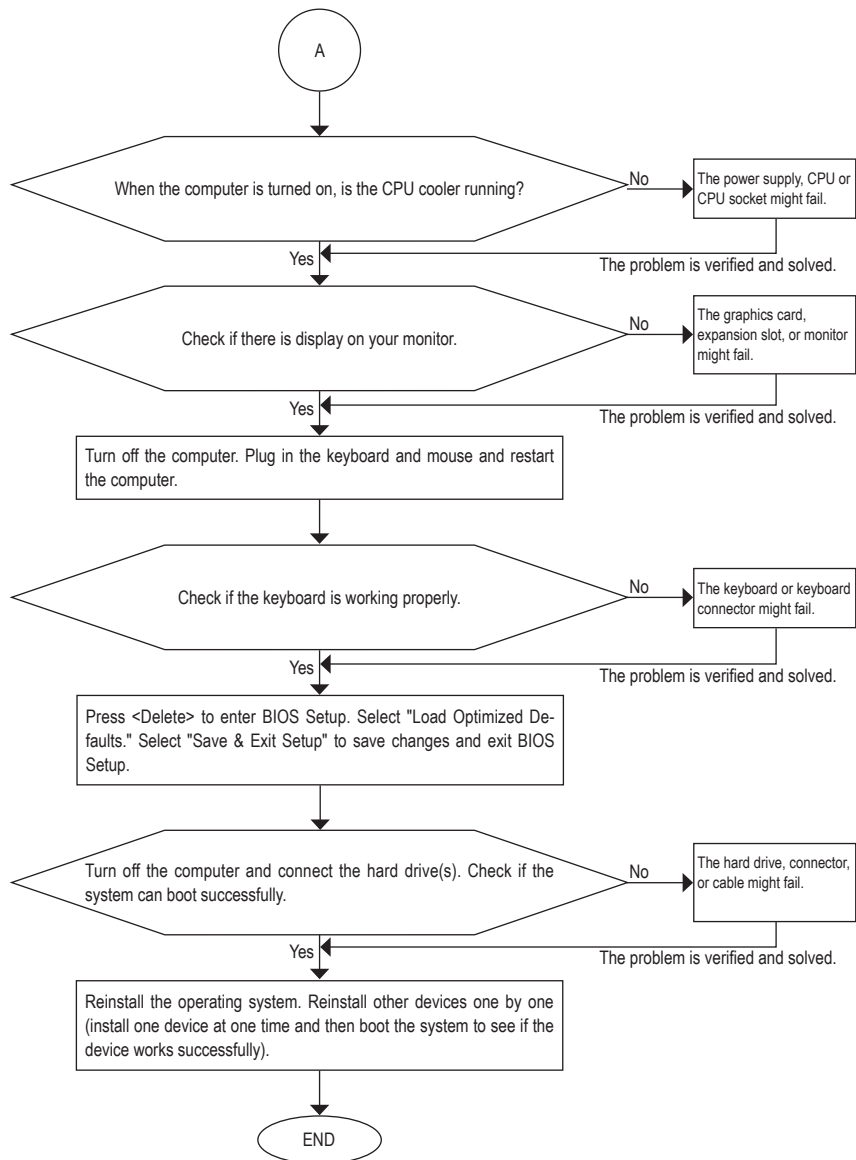 A
When the computer is turned on, is the CPU cooler running?
No
The power supply, CPU or
CPU socket might fail.
Yes
The problem is verified and solved.
Check if there is display on your monitor.
No
The graphics card,
expansion slot, or monitor
might fail.
Yes
The problem is verified and solved.
Turn off the computer. Plug in the keyboard and mouse and restart
the computer.
Check if the keyboard is working properly.
No
The keyboard or keyboard
connector might fail.
Yes
The problem is verified and solved.
Press <Delete> to enter BIOS Setup. Select "Load Optimized De-
faults." Select "Save & Exit Setup" to save changes and exit BIOS
Setup.
Turn off the computer and connect the hard drive(s). Check if the
system can boot successfully.
No
The hard drive, connector,
or cable might fail.
Yes
The problem is verified and solved.
Reinstall the operating system. Reinstall other devices one by one
(install one device at one time and then boot the system to see if the
device works successfully).
END